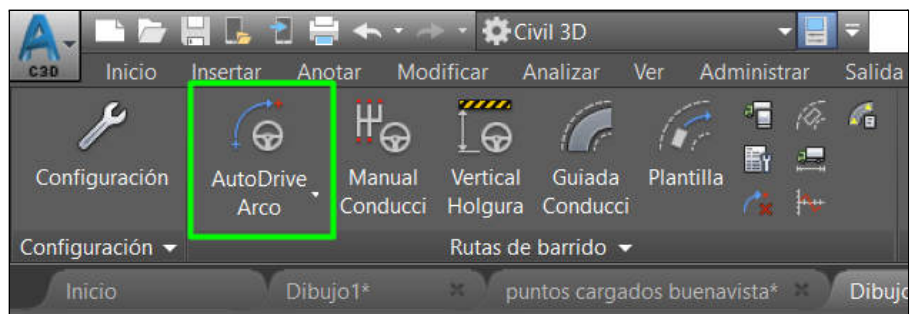 C3D
Civil 3D
Inicio Insertar Anotar Modificar Analizar Ver Administrar Salida
Configuración
AutoDrive
Arco
Manual
Conducci
Vertical
Holgura
Guiada
Conducci
Plantilla
Configuración Rutas de barrido
Inicio Dibujo1* puntos cargados buenavista* Dibujo